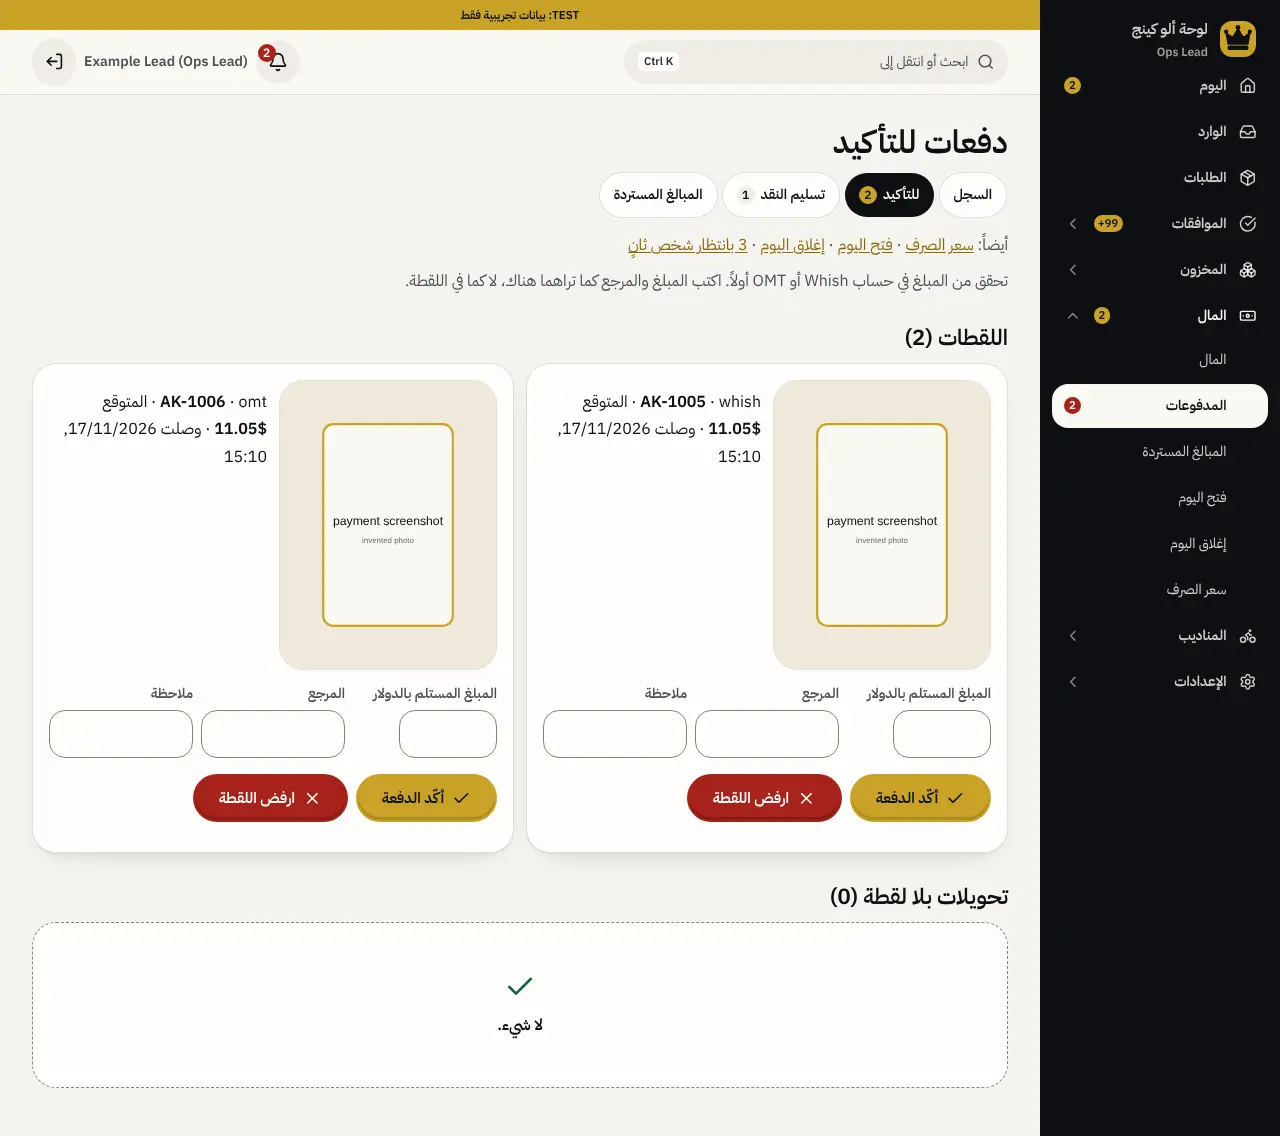 TEST: بيانات تجريبية فقط
لوحة ألو كينج
Ops Lead
اليوم 2
الوارد
الطلبات
الموافقات 99+
المخزون
المال 2
المال
المدفوعات 2
المبالغ المستردة
فتح اليوم
إغلاق اليوم
سعر الصرف
المناديب
الإعدادات
ابحث أو انتقل إلى Ctrl K
2
Example Lead (Ops Lead)
دفعات للتأكيد
السجل
للتأكيد 2
تسليم النقد 1
المبالغ المستردة
أيضاً: سعر الصرف · فتح اليوم · إغلاق اليوم · 3 بانتظار شخص ثانٍ
تحقق من المبلغ في حساب Whish أو OMT أولاً. اكتب المبلغ والمرجع كما تراهما هناك، لا كما في اللقطة.
اللقطات (2)
payment screenshot
invented photo
whish · AK-1005 · المتوقع
11.05$ · وصلت 17/11/2026,
15:10
المبلغ المستلم بالدولار
المرجع
ملاحظة
أكّد الدفعة
ارفض اللقطة
payment screenshot
invented photo
omt · AK-1006 · المتوقع
11.05$ · وصلت 17/11/2026,
15:10
المبلغ المستلم بالدولار
المرجع
ملاحظة
أكّد الدفعة
ارفض اللقطة
تحويلات بلا لقطة (0)
لا شيء.